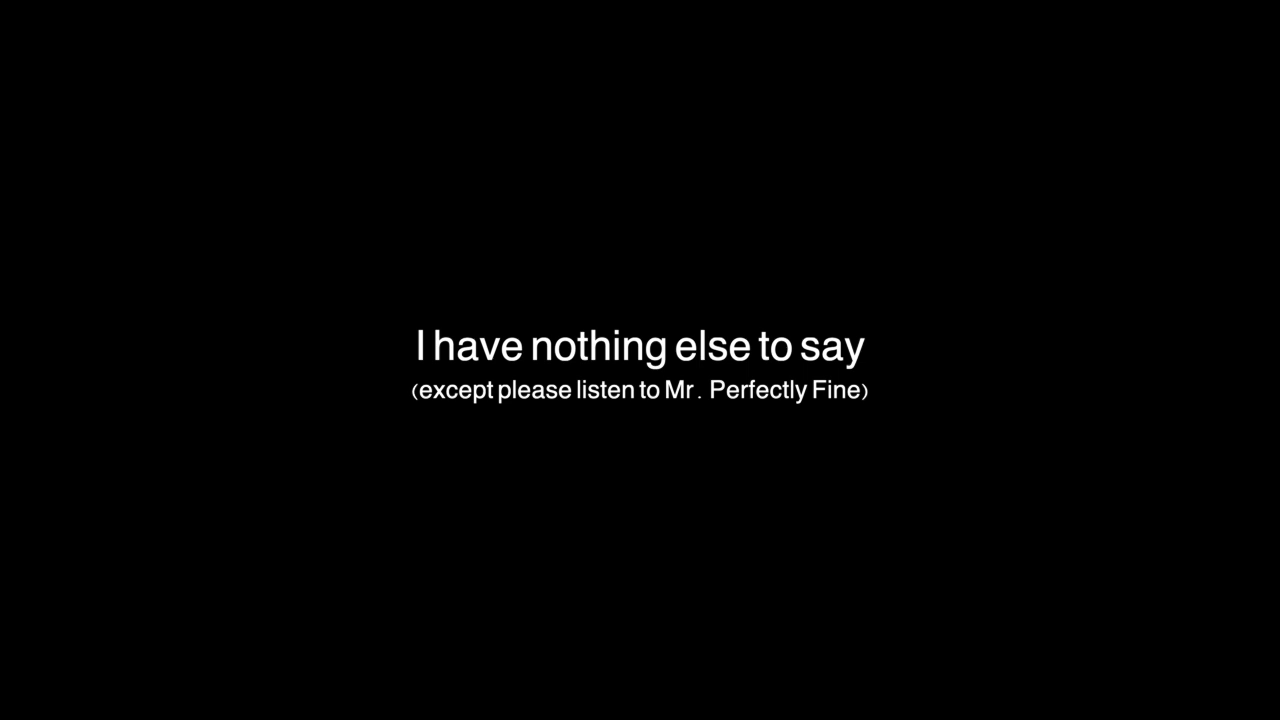 I have nothing else to say
(except please listen to Mr. Perfectly Fine)